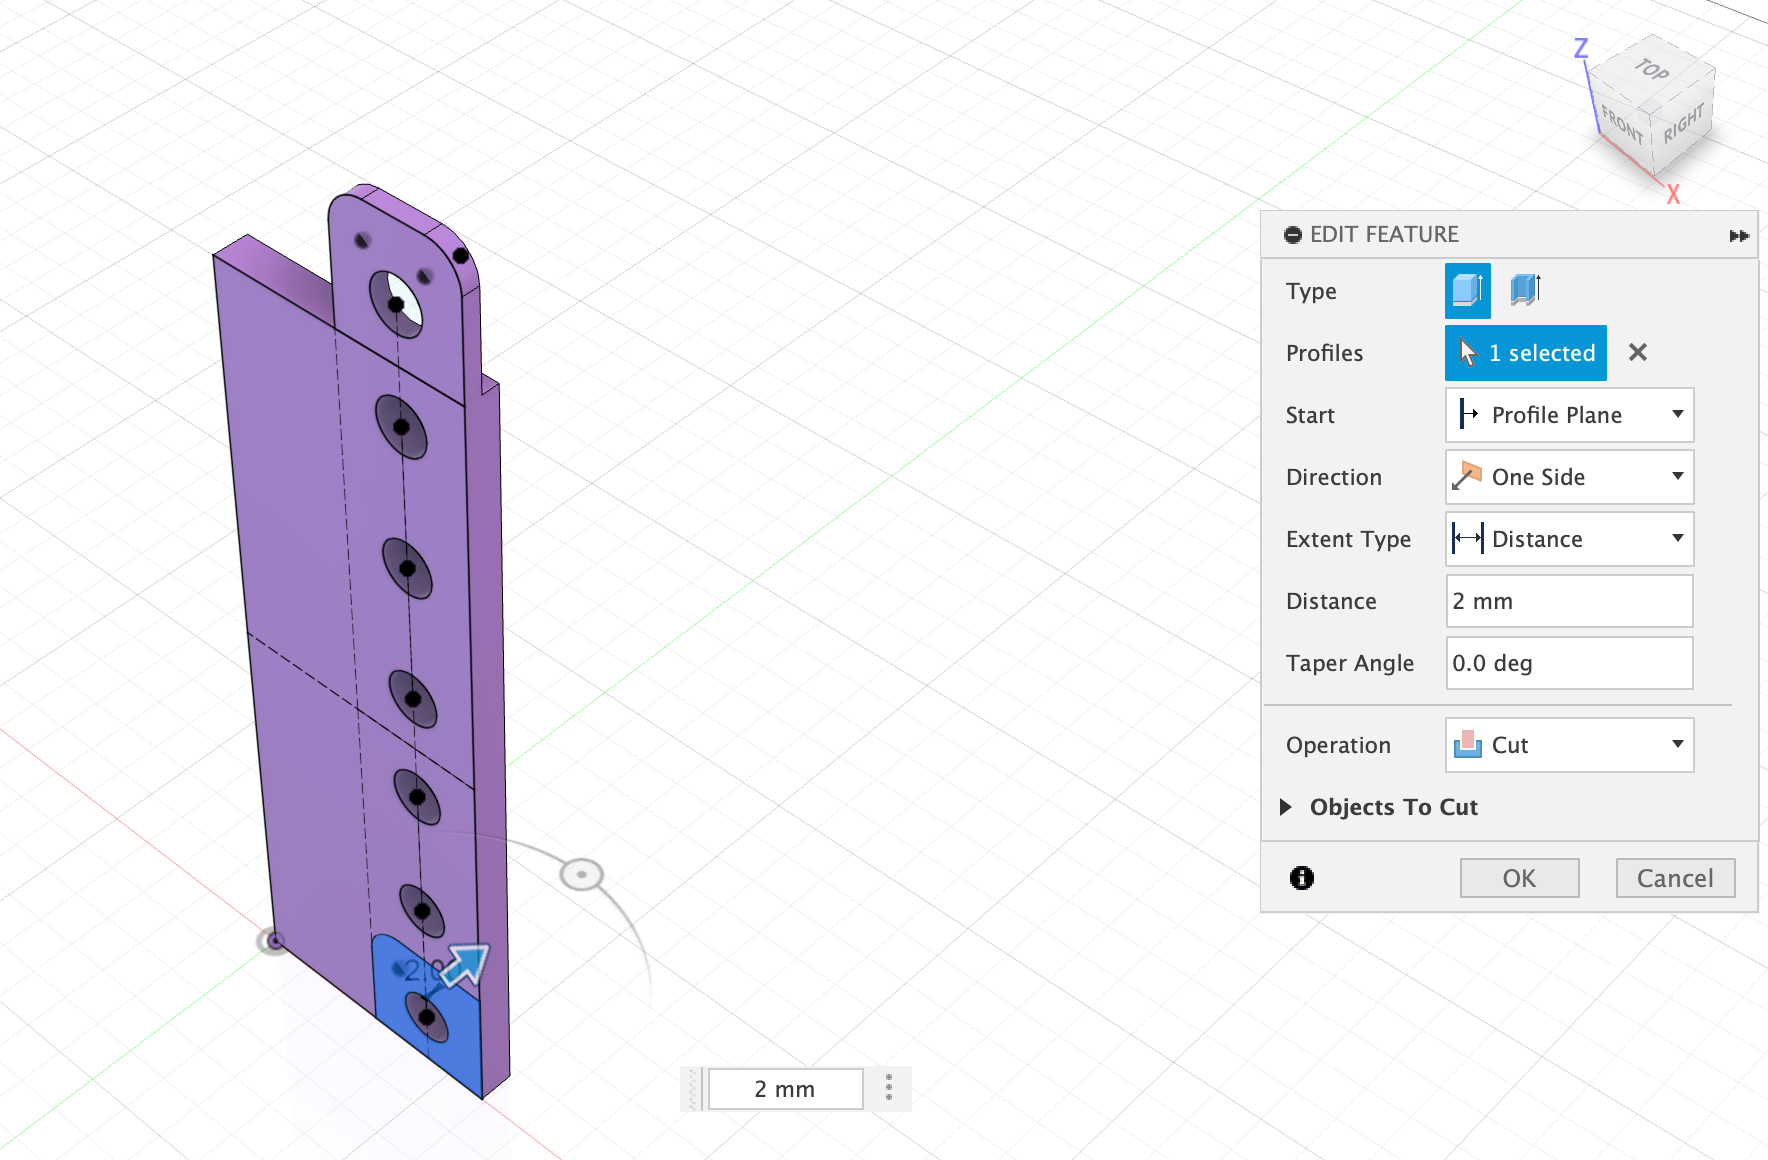 Z
TOP
FRONT
RIGHT
X
EDIT FEATURE
Type
Profiles
1 selected
Start
Profile Plane
Direction
One Side
Extent Type
Distance
Distance
2 mm
Taper Angle
0.0 deg
Operation
Cut
Objects To Cut
OK
Cancel
2.00
2 mm